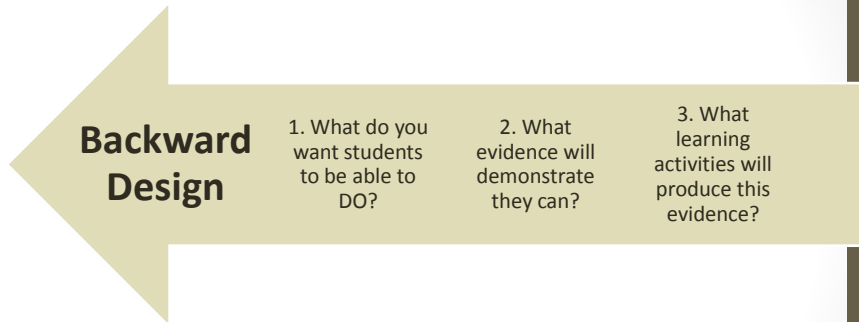 Backward
Design
1. What do you
want students
to be able to
DO?
2. What
evidence will
demonstrate
they can?
3. What
learning
activities will
produce this
evidence?